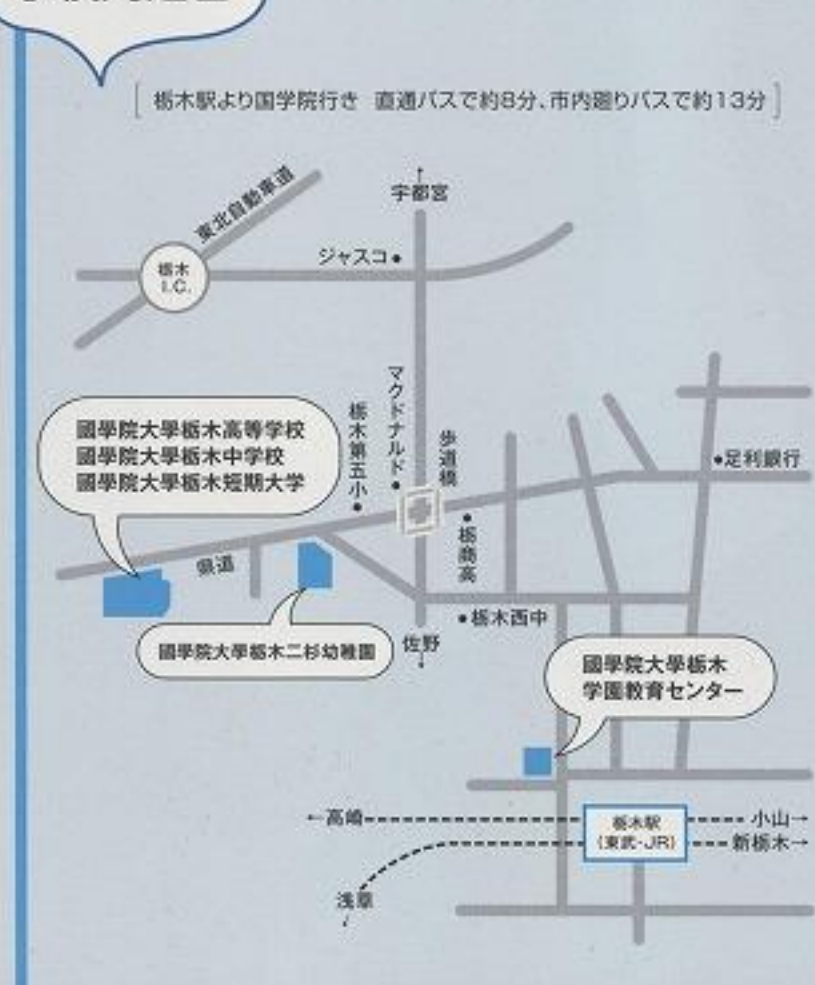 栃木駅より国学院行き 直通バスで約8分、市内廻りバスで約13分
↑
宇都宮
東北自動車道
栃木
I.C.
ジャスコ
マクドナルド
栃木第五小
歩道橋
足利銀行
國學院大學栃木高等学校
國學院大學栃木中学校
國學院大學栃木短期大学
栃商高
県道
栃木西中
國學院大學栃木二杉幼稚園
佐野
↓
國學院大學栃木
学園教育センター
←高崎
栃木駅
(東武・JR)
小山→
新栃木→
浅草
↓